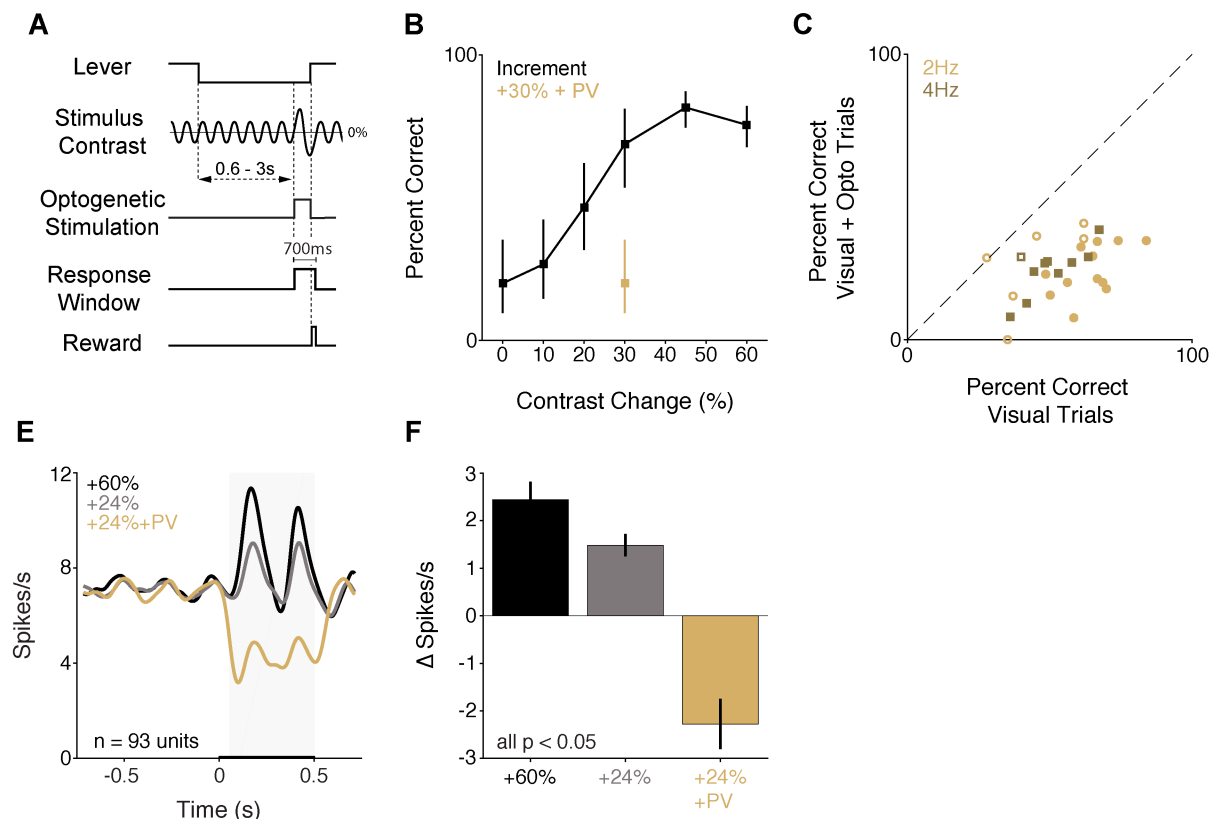 A
Lever
Stimulus
Contrast
0%
0.6 - 3s
Optogenetic
Stimulation
700ms
Response
Window
Reward
B
100
Increment
+30% + PV
Percent Correct
0
0 10 20 30 40 50 60
Contrast Change (%)
C
100
2Hz
4Hz
Percent Correct
Visual + Opto Trials
0
0 100
Percent Correct
Visual Trials
E
12
+60%
+24%
+24%+PV
8
Spikes/s
4
n = 93 units
0
-0.5 0 0.5
Time (s)
F
3
2
1
0
Δ Spikes/s
-1
-2
all p < 0.05
-3
+60% +24% +24%
+PV